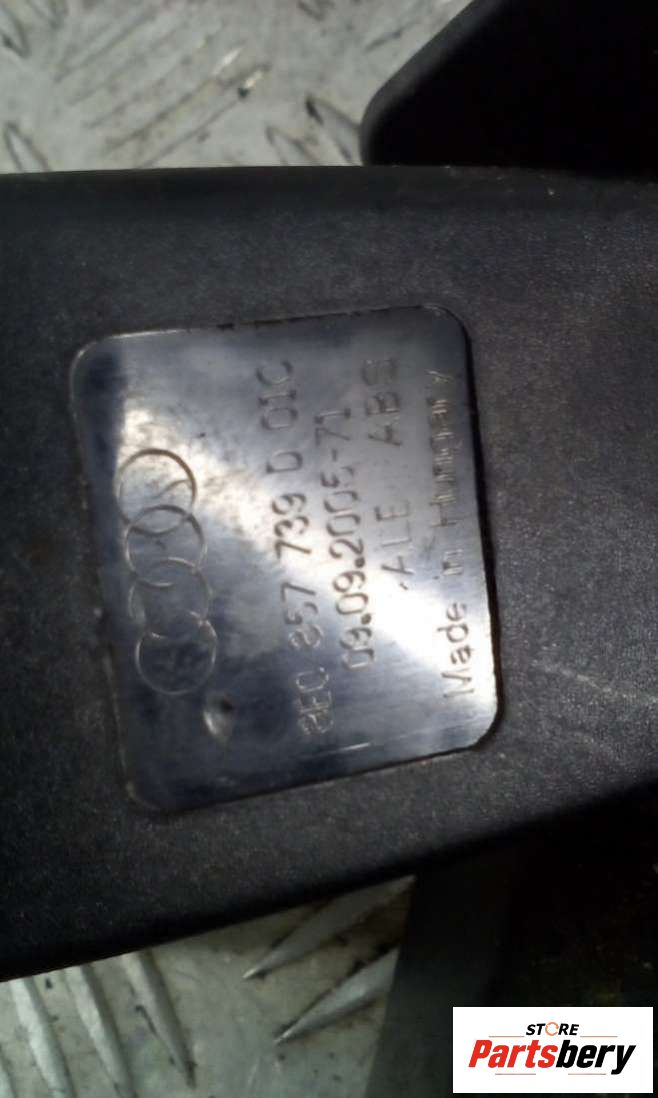 8E0 857 739 D 01C
09.09.2005-71
ALE ABS
Made in Hungary
STORE
Partsbery